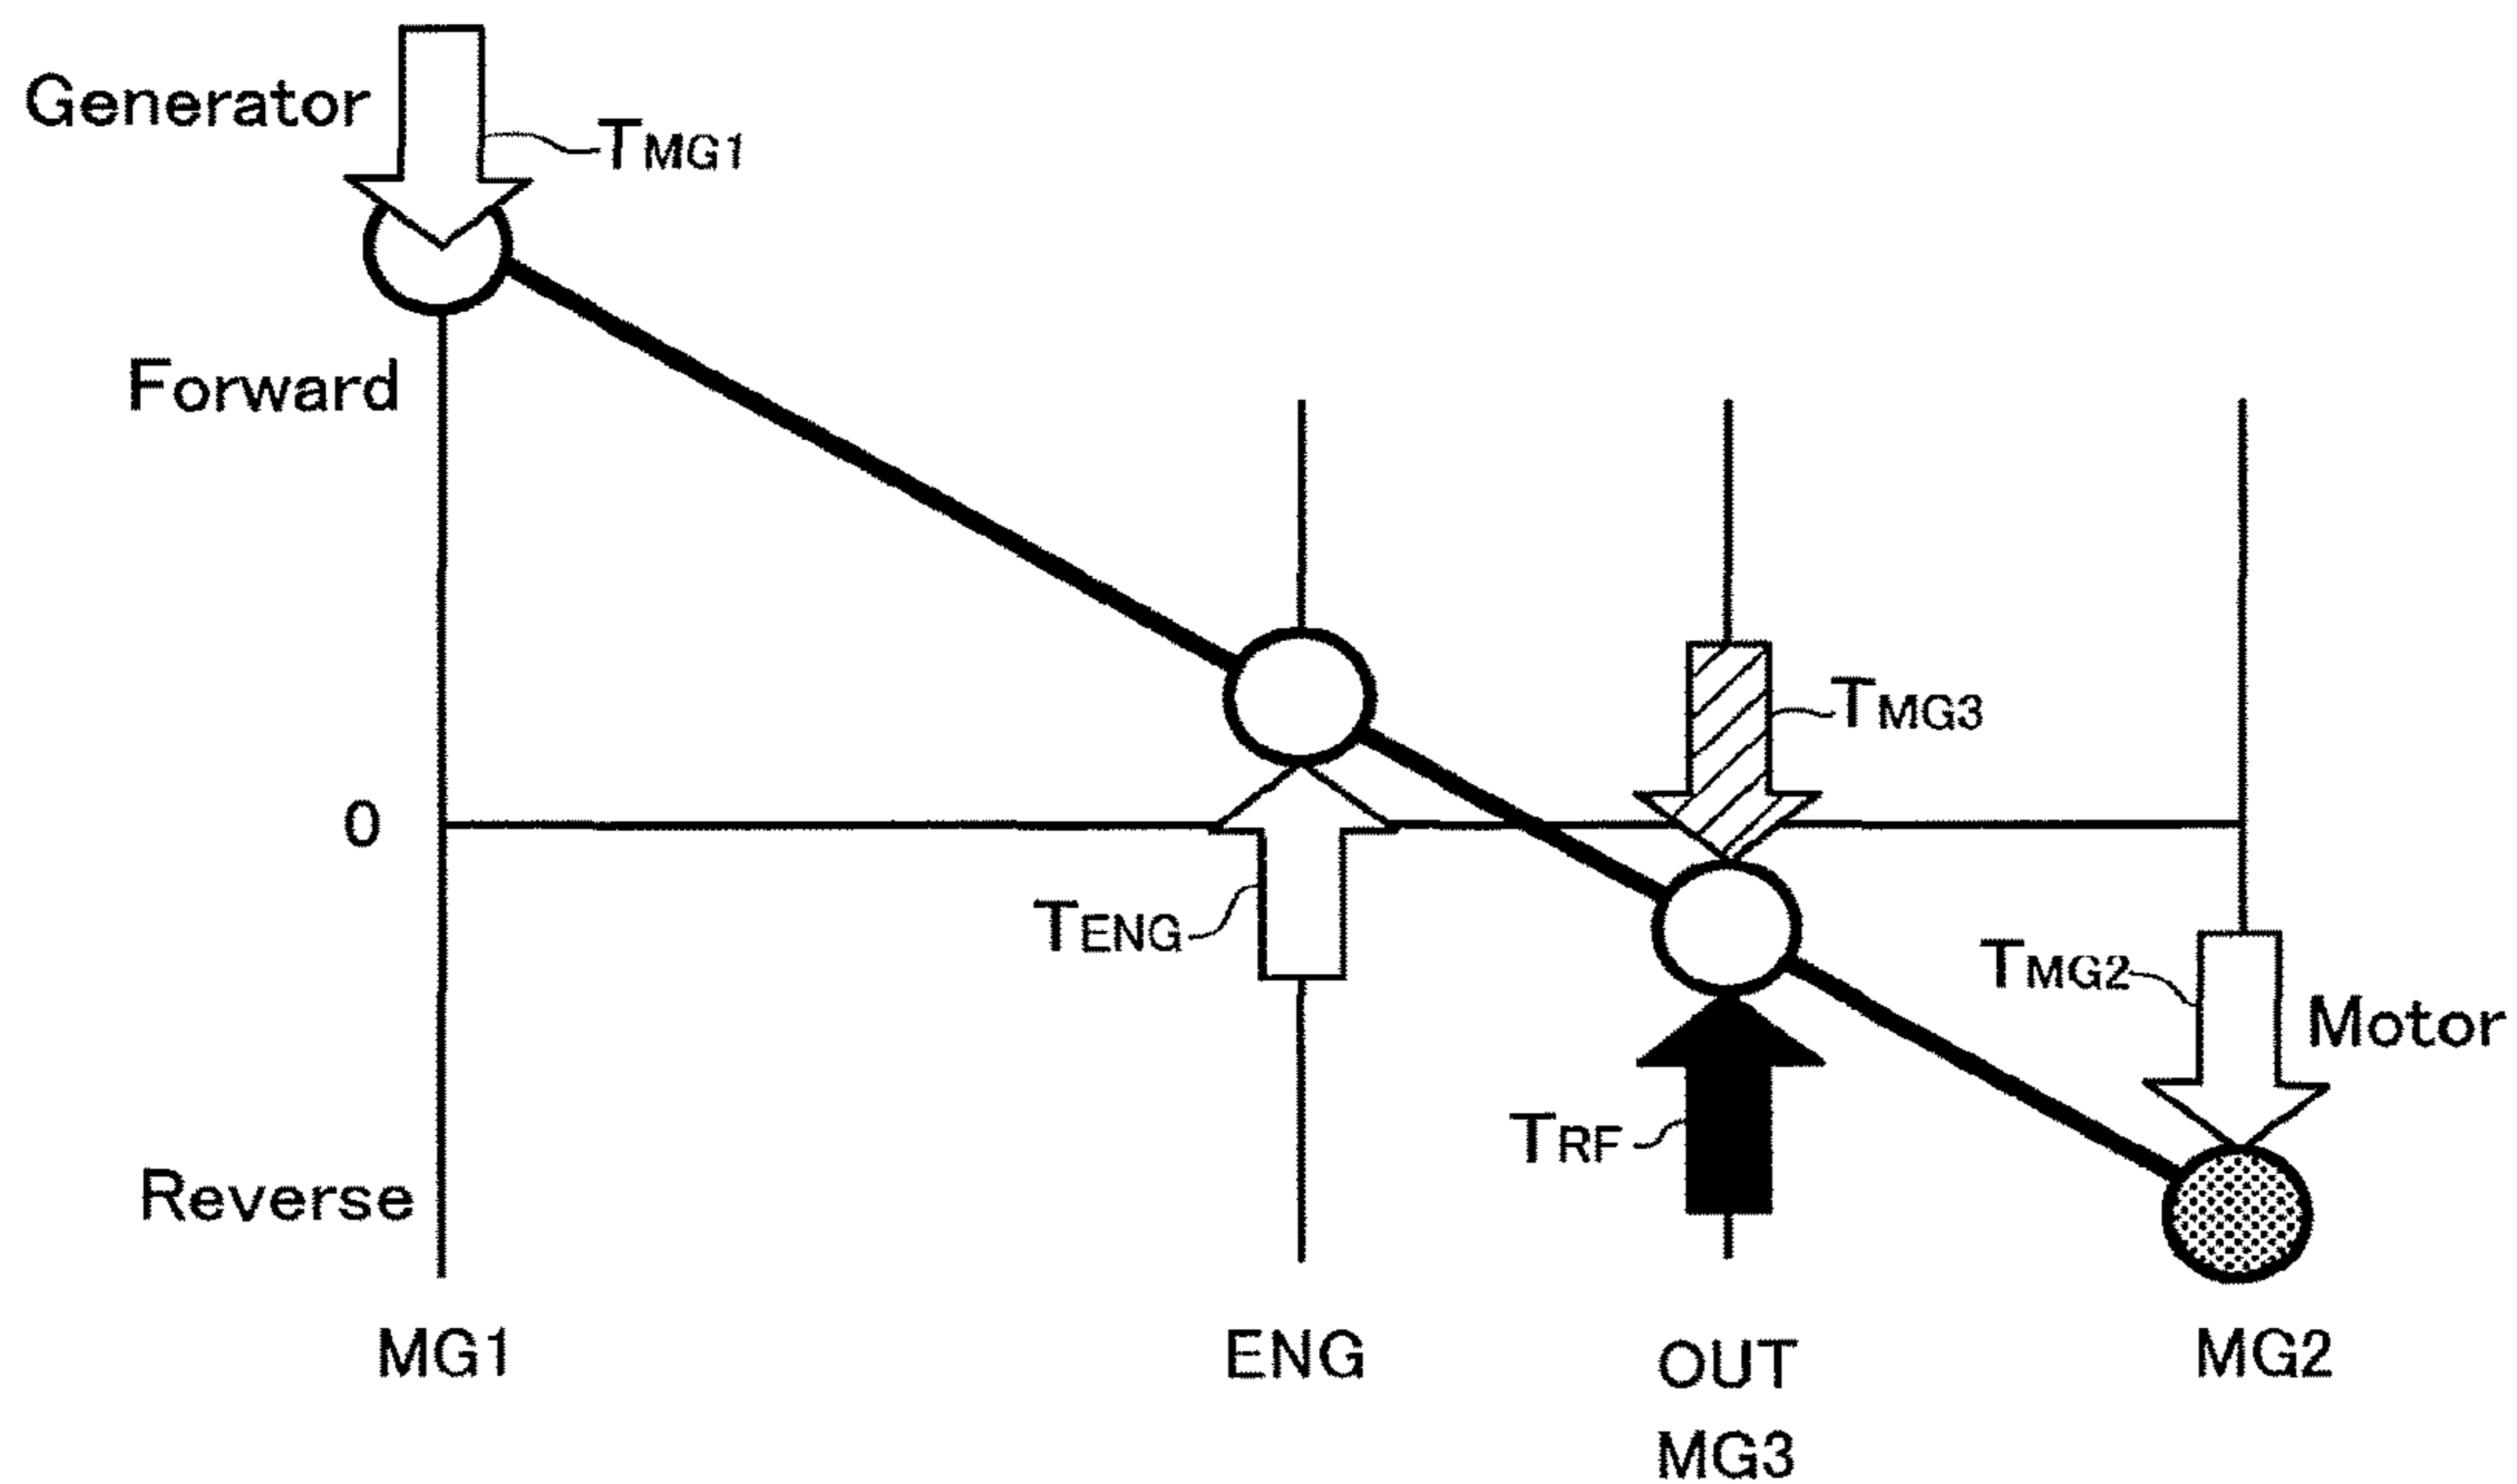 Generator
TMG1
Forward
TMG3
0
TENG
TMG2
Motor
TRF
Reverse
MG1
ENG
OUT
MG3
MG2